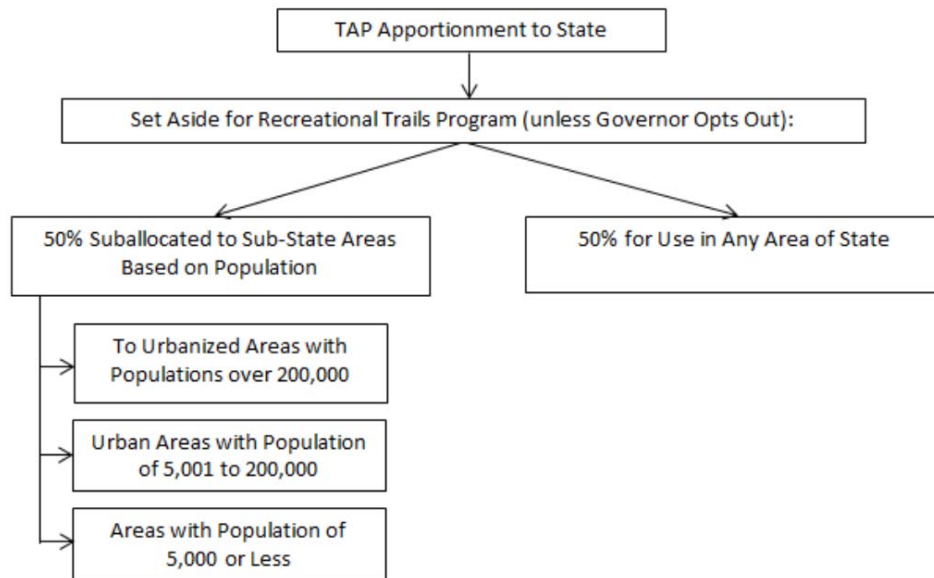 TAP Apportionment to State
Set Aside for Recreational Trails Program (unless Governor Opts Out):
50% Suballocated to Sub-State Areas
Based on Population
50% for Use in Any Area of State
To Urbanized Areas with
Populations over 200,000
Urban Areas with Population
of 5,001 to 200,000
Areas with Population of
5,000 or Less